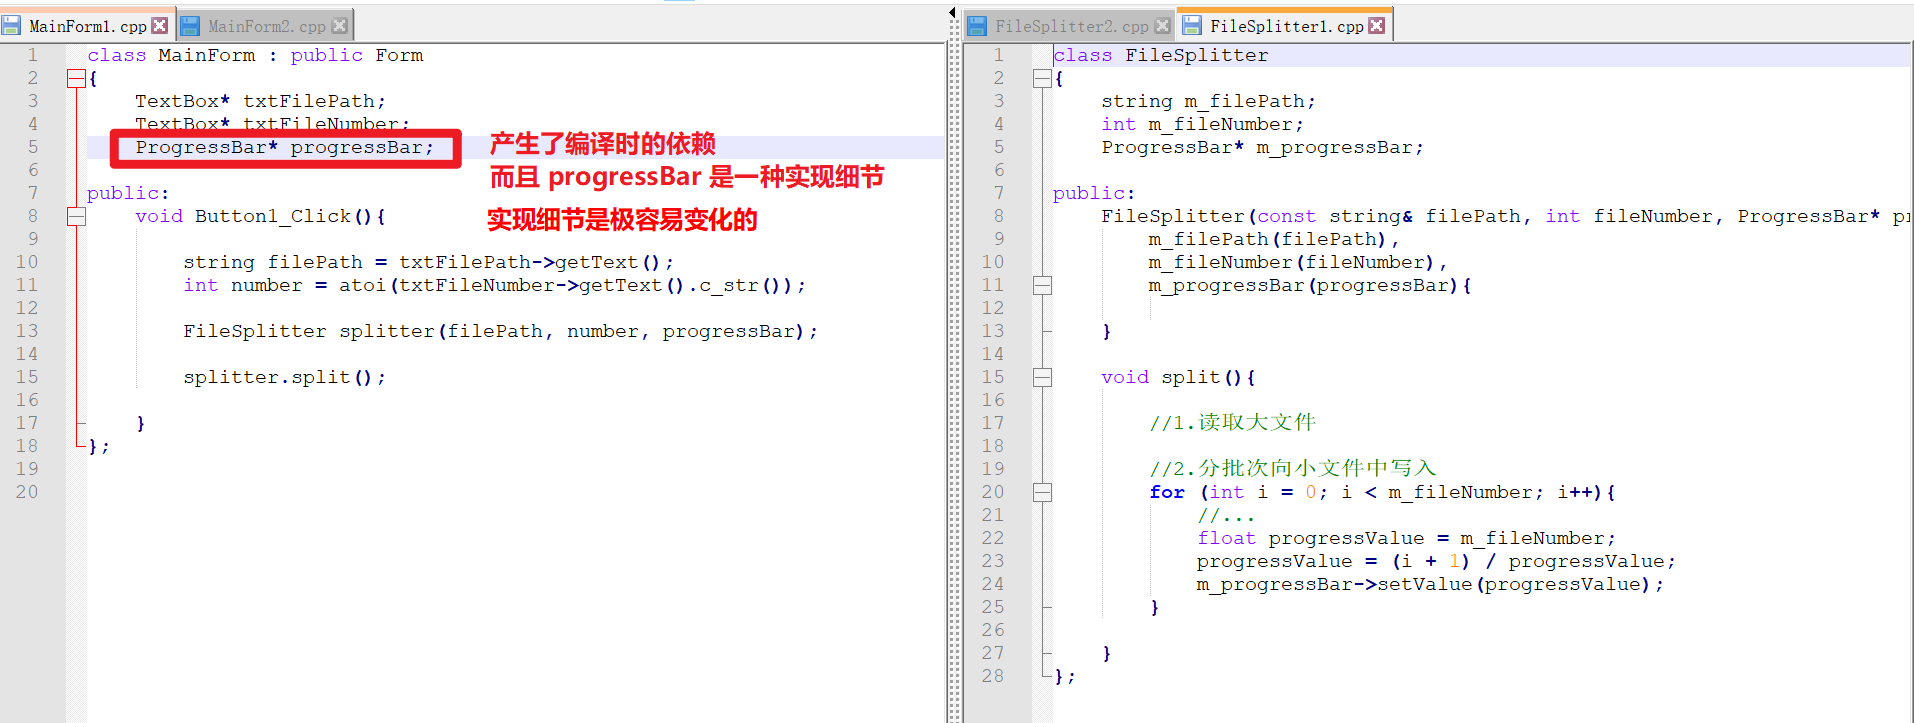 MainForm1.cpp MainForm2.cpp
1 class MainForm : public Form
2 {
3 TextBox* txtFilePath;
4 TextBox* txtFileNumber;
5 ProgressBar* progressBar;
产生了编译时的依赖
6
而且 progressBar 是一种实现细节
7 public:
8 void Button1_Click(){
实现细节是极容易变化的
9
10 string filePath = txtFilePath->getText();
11 int number = atoi(txtFileNumber->getText().c_str());
12
13 FileSplitter splitter(filePath, number, progressBar);
14
15 splitter.split();
16
17 }
18 };
19
20
FileSplitter2.cpp FileSplitter1.cpp
1 class FileSplitter
2 {
3 string m_filePath;
4 int m_fileNumber;
5 ProgressBar* m_progressBar;
6
7 public:
8 FileSplitter(const string& filePath, int fileNumber, ProgressBar*
9 m_filePath(filePath),
10 m_fileNumber(fileNumber),
11 m_progressBar(progressBar){
12
13 }
14
15 void split(){
16
17 //1.读取大文件
18
19 //2.分批次向小文件中写入
20 for (int i = 0; i < m_fileNumber; i++){
21 //...
22 float progressValue = m_fileNumber;
23 progressValue = (i + 1) / progressValue;
24 m_progressBar->setValue(progressValue);
25 }
26
27 }
28 };